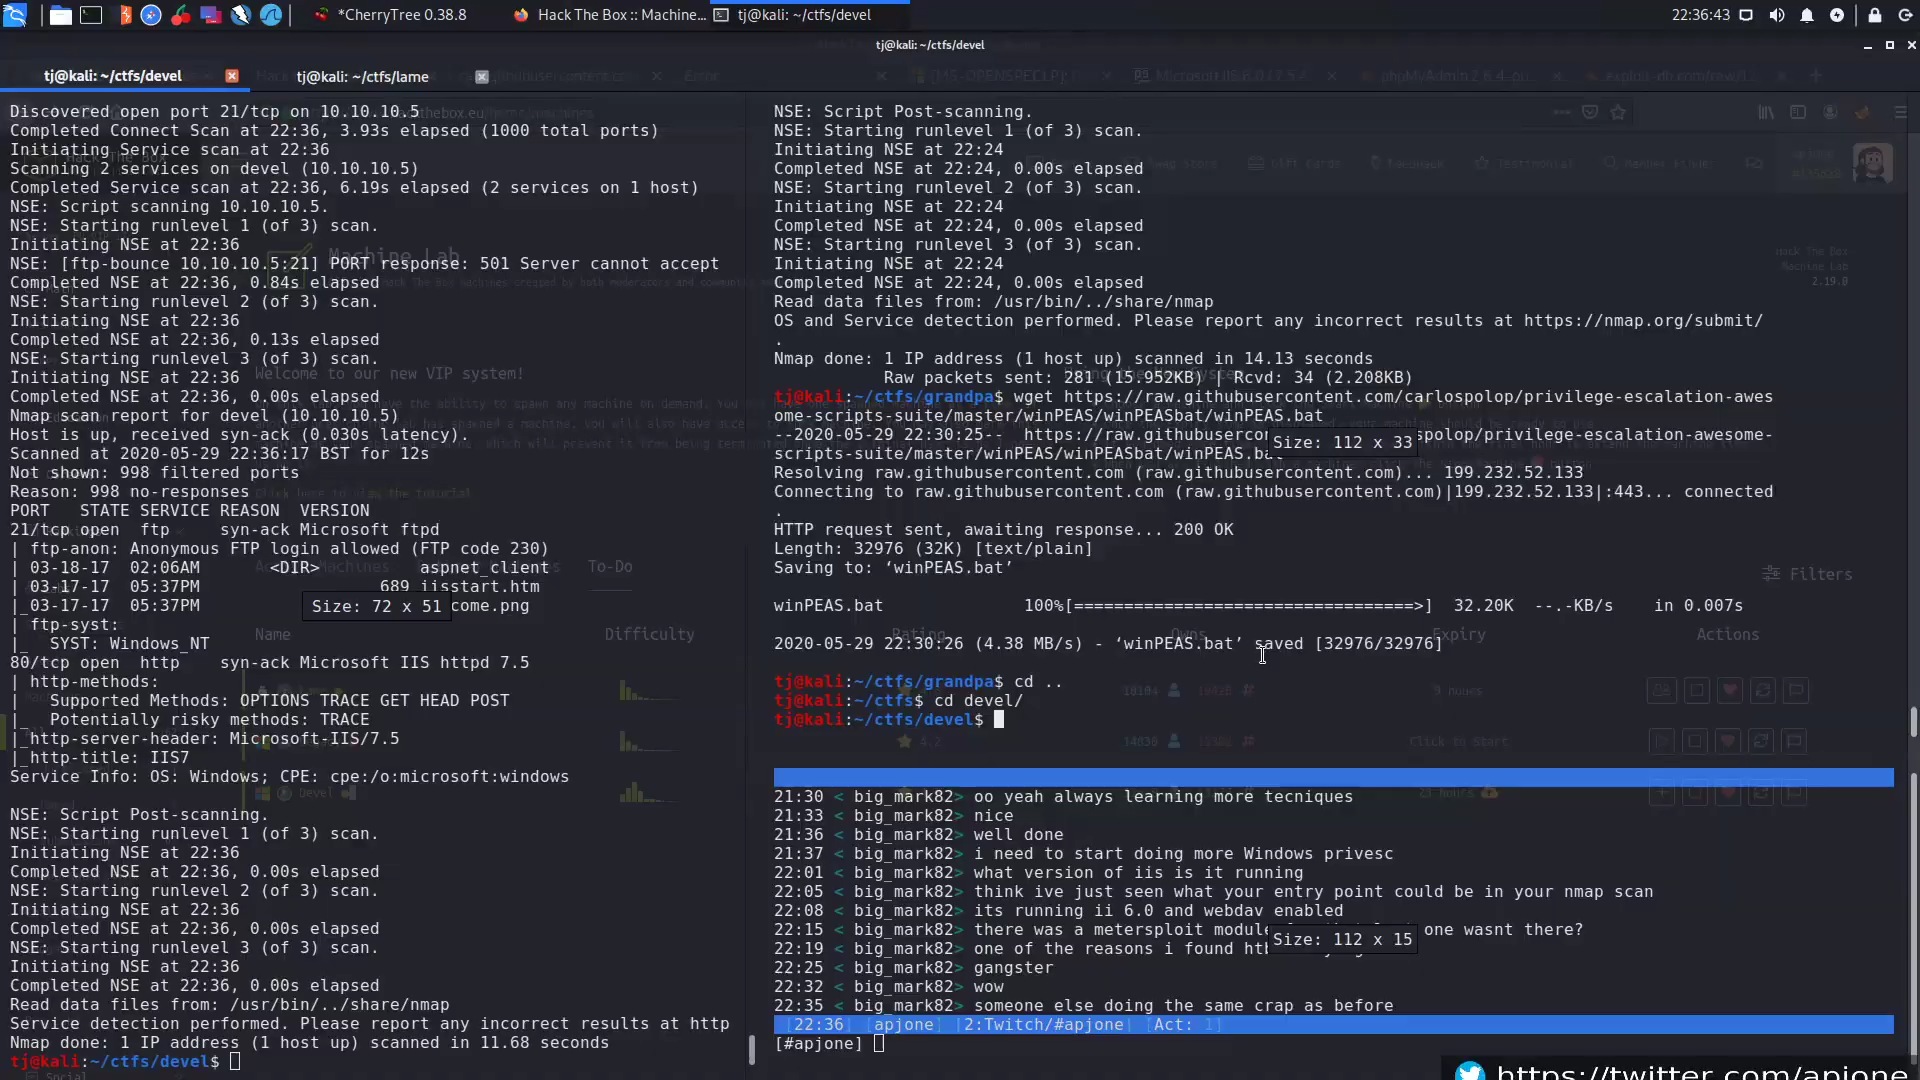 *CherryTree 0.38.8
Hack The Box :: Machine...
tj@kali: ~/ctfs/devel
22:36:43
tj@kali: ~/ctfs/devel
tj@kali: ~/ctfs/devel
tj@kali: ~/ctfs/lame
Discovered open port 21/tcp on 10.10.10.5
Completed Connect Scan at 22:36, 3.93s elapsed (1000 total ports)
Initiating Service scan at 22:36
Scanning 2 services on devel (10.10.10.5)
Completed Service scan at 22:36, 6.19s elapsed (2 services on 1 host)
NSE: Script scanning 10.10.10.5.
NSE: Starting runlevel 1 (of 3) scan.
Initiating NSE at 22:36
NSE: [ftp-bounce 10.10.10.5:21] PORT response: 501 Server cannot accept
Completed NSE at 22:36, 0.84s elapsed
NSE: Starting runlevel 2 (of 3) scan.
Initiating NSE at 22:36
Completed NSE at 22:36, 0.13s elapsed
NSE: Starting runlevel 3 (of 3) scan.
Initiating NSE at 22:36
Completed NSE at 22:36, 0.00s elapsed
Nmap scan report for devel (10.10.10.5)
Host is up, received syn-ack (0.030s latency).
Scanned at 2020-05-29 22:36:17 BST for 12s
Not shown: 998 filtered ports
Reason: 998 no-responses
PORT   STATE SERVICE REASON  VERSION
21/tcp open  ftp     syn-ack Microsoft ftpd
| ftp-anon: Anonymous FTP login allowed (FTP code 230)
| 03-18-17  02:06AM       <DIR>          aspnet_client
| 03-17-17  05:37PM                  689 iisstart.htm
|_03-17-17  05:37PM                      come.png
Size: 72 x 51
| ftp-syst:
|_  SYST: Windows_NT
80/tcp open  http    syn-ack Microsoft IIS httpd 7.5
| http-methods:
|   Supported Methods: OPTIONS TRACE GET HEAD POST
|_  Potentially risky methods: TRACE
|_http-server-header: Microsoft-IIS/7.5
|_http-title: IIS7
Service Info: OS: Windows; CPE: cpe:/o:microsoft:windows
NSE: Script Post-scanning.
NSE: Starting runlevel 1 (of 3) scan.
Initiating NSE at 22:36
Completed NSE at 22:36, 0.00s elapsed
NSE: Starting runlevel 2 (of 3) scan.
Initiating NSE at 22:36
Completed NSE at 22:36, 0.00s elapsed
NSE: Starting runlevel 3 (of 3) scan.
Initiating NSE at 22:36
Completed NSE at 22:36, 0.00s elapsed
Read data files from: /usr/bin/../share/nmap
Service detection performed. Please report any incorrect results at http
Nmap done: 1 IP address (1 host up) scanned in 11.68 seconds
tj@kali:~/ctfs/devel$
NSE: Script Post-scanning.
NSE: Starting runlevel 1 (of 3) scan.
Initiating NSE at 22:24
Completed NSE at 22:24, 0.00s elapsed
NSE: Starting runlevel 2 (of 3) scan.
Initiating NSE at 22:24
Completed NSE at 22:24, 0.00s elapsed
NSE: Starting runlevel 3 (of 3) scan.
Initiating NSE at 22:24
Completed NSE at 22:24, 0.00s elapsed
Read data files from: /usr/bin/../share/nmap
OS and Service detection performed. Please report any incorrect results at https://nmap.org/submit/
.
Nmap done: 1 IP address (1 host up) scanned in 14.13 seconds
Raw packets sent: 281 (15.952KB) | Rcvd: 34 (2.208KB)
tj@kali:~/ctfs/grandpa$ wget https://raw.githubusercontent.com/carlospolop/privilege-escalation-awes
ome-scripts-suite/master/winPEAS/winPEASbat/winPEAS.bat
--2020-05-29 22:30:25--  https://raw.githubuserco spolop/privilege-escalation-awesome-
Size: 112 x 33
scripts-suite/master/winPEAS/winPEASbat/winPEAS.bat
Resolving raw.githubusercontent.com (raw.githubusercontent.com)... 199.232.52.133
Connecting to raw.githubusercontent.com (raw.githubusercontent.com)|199.232.52.133|:443... connected
.
HTTP request sent, awaiting response... 200 OK
Length: 32976 (32K) [text/plain]
Saving to: ‘winPEAS.bat’
winPEAS.bat              100%[==================================>]  32.20K  --.-KB/s    in 0.007s
2020-05-29 22:30:26 (4.38 MB/s) - ‘winPEAS.bat’ saved [32976/32976]
tj@kali:~/ctfs/grandpa$ cd ..
tj@kali:~/ctfs$ cd devel/
tj@kali:~/ctfs/devel$
21:30 < big_mark82> oo yeah always learning more tecniques
21:33 < big_mark82> nice
21:36 < big_mark82> well done
21:37 < big_mark82> i need to start doing more Windows privesc
22:01 < big_mark82> what version of iis is it running
22:05 < big_mark82> think ive just seen what your entry point could be in your nmap scan
22:08 < big_mark82> its running ii 6.0 and webdav enabled
22:15 < big_mark82> there was a metersploit module one wasnt there?
Size: 112 x 15
22:19 < big_mark82> one of the reasons i found htb
22:25 < big_mark82> gangster
22:32 < big_mark82> wow
22:35 < big_mark82> someone else doing the same crap as before
[22:36] [apjone] [2:Twitch/#apjone] [Act: 1]
[#apjone]
https://twitter.com/apjone
Machine Lab
Welcome to our new VIP system!
To-Do
Filters
Name
Difficulty
Rating
Owns
Expiry
Actions
Click to Start
Devel